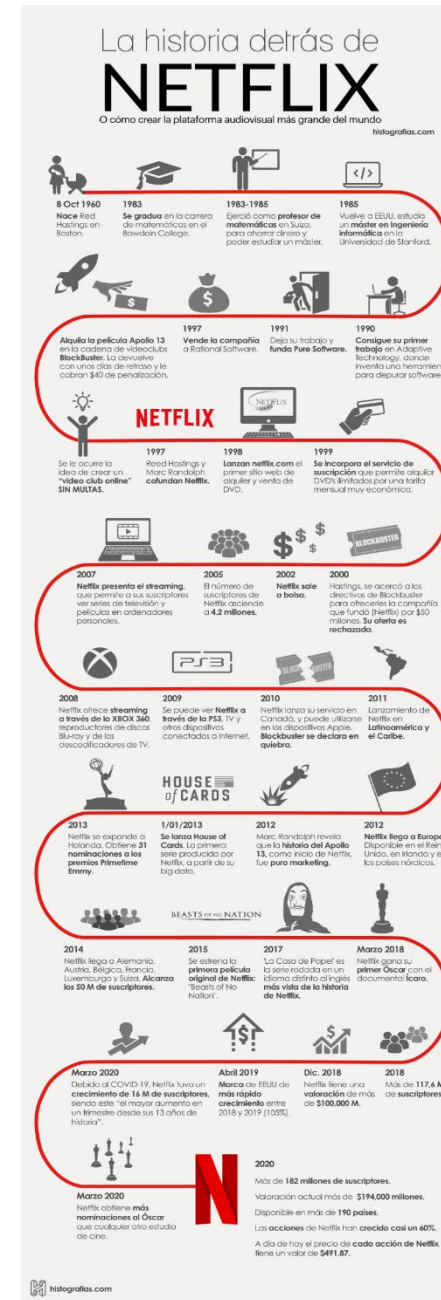 La historia detrás de
NETFLIX
O cómo crear la plataforma audiovisual más grande del mundo
histografias.com
8 Oct 1960
Nace Red
Hastings en
Boston.
1983
Se gradua en la carrera
de matemáticas en el
Bowdoin College.
1983-1985
Ejerció como profesor de
matemáticas en Suiza,
para ahorrar dinero y
poder estudiar un máster.
1985
Vuelve a EEUU, estudia
un máster en Ingeniería
informática en la
Universidad de Stanford.
Alquila la película Apolo 13
en la cadena de videoclubs
BlockBuster. La devuelve
con unos días de retraso y le
cobran $40 de penalización.
1997
Vende la compañía
a Rational Software.
1991
Deja su trabajo y
funda Pure Software.
1990
Consigue su primer
trabajo en Adaptive
Technology, donde
inventa una herramien
para depurar software
Se le ocurre la
idea de crear un
"video club online"
SIN MULTAS.
NETFLIX
1997
Reed Hastings y
Marc Randolph
cofundan Netflix.
NETFLIX
1998
Lanzan netflix.com el
primer sitio web de
alquiler y venta de
DVD.
1999
Se incorpora el servicio de
suscripción que permite alquilar
DVD's ilimitados por una tarifa
mensual muy económica.
2007
Netflix presenta el streaming,
que permite a sus suscriptores
ver series de televisión y
películas en ordenadores
personales.
2005
El número de
suscriptores de
Netflix asciende
a 4.2 millones.
2002
Netflix sale
a bolsa.
BLOCKBUSTER
2000
Hastings, se acercó a los
directivos de Blockbuster
para ofrecerles la compañía
que fundó (Netflix) por $50
millones. Su oferta es
rechazada.
2008
Netflix ofrece streaming
a través de la XBOX 360,
reproductores de discos
Blu-ray y de los
descodificadores de TV.
PS3
2009
Se puede ver Netflix a
través de la PS3, TV y
otros dispositivos
conectados a Internet.
BLOCK BUSTER
2010
Netflix lanza su servicio en
Canadá, y puede utilizarse
en los dispositivos Apple.
Blockbuster se declara en
quiebra.
2011
Lanzamiento de
Netflix en
Latinoamérica y
el Caribe.
2013
Netflix se expande a
Holanda. Obtiene 31
nominaciones a los
premios Primetime
Emmy.
HOUSE
of CARDS
1/01/2013
Se lanza House of
Cards. La primera
serie producida por
Netflix, a partir de su
big data.
2012
Marc Randolph revela
que la historia del Apollo
13, como inicio de Netflix,
fue puro marketing.
2012
Netflix llega a Europa
Disponible en el Rein
Unido, en Irlanda y e
los países nórdicos.
2014
Netflix llega a Alemania,
Austria, Bélgica, Francia,
Luxemburgo y Suiza. Alcanza
los 50 M de suscriptores.
BEASTS OF NO NATION
2015
Se estrena la
primera película
original de Netflix:
"Beasts of No
Nation".
2017
'La Casa de Papel' es
la serie rodada en un
idioma distinto al inglés
más vista de la historia
de Netflix.
Marzo 2018
Netflix gana su
primer Óscar con el
documental Ícaro.
Marzo 2020
Debido al COVID-19, Netflix tuvo un
crecimiento de 16 M de suscriptores,
siendo este "el mayor aumento en
un trimestre desde sus 13 años de
historia".
Abril 2019
Marca de EEUU de
más rápido
crecimiento entre
2018 y 2019 (105%).
Dic. 2018
Netflix tiene una
valoración de más
de $100,000 M.
2018
Más de 117,6 M
de suscriptores
Marzo 2020
Netflix obtiene más
nominaciones al Óscar
que cualquier otro estudio
de cine.
2020
Más de 182 millones de suscriptores.
Valoración actual más de $194,000 millones.
Disponible en más de 190 países.
Las acciones de Netflix han crecido casi un 60%.
A día de hoy el precio de cada acción de Netflix
tiene un valor de $491.87.
histografias.com